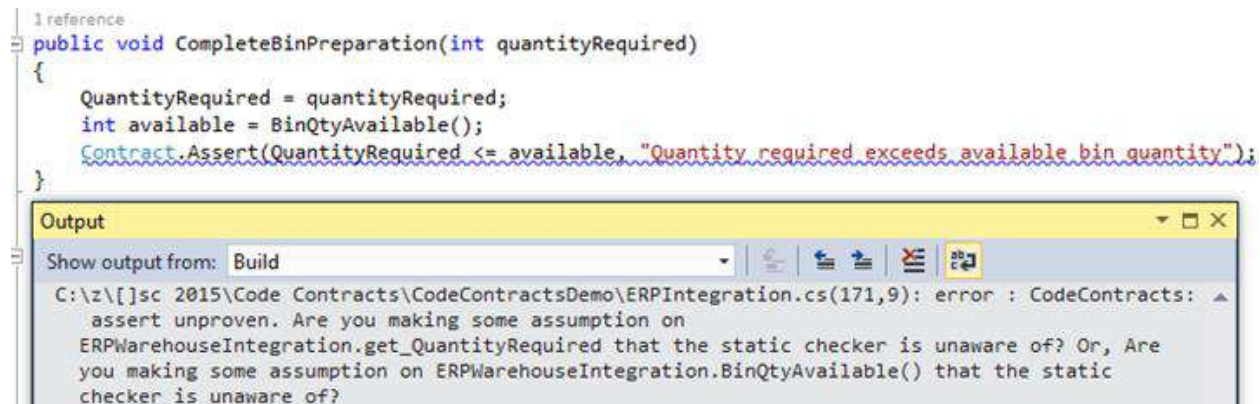 1 reference
public void CompleteBinPreparation(int quantityRequired)
{
QuantityRequired = quantityRequired;
int available = BinQtyAvailable();
Contract.Assert(QuantityRequired <= available, "Quantity required exceeds available bin quantity");
}
Output
Show output from: Build
C:\z\[]sc 2015\Code Contracts\CodeContractsDemo\ERPIntegration.cs(171,9): error : CodeContracts:
assert unproven. Are you making some assumption on
ERPWarehouseIntegration.get_QuantityRequired that the static checker is unaware of? Or, Are
you making some assumption on ERPWarehouseIntegration.BinQtyAvailable() that the static
checker is unaware of?